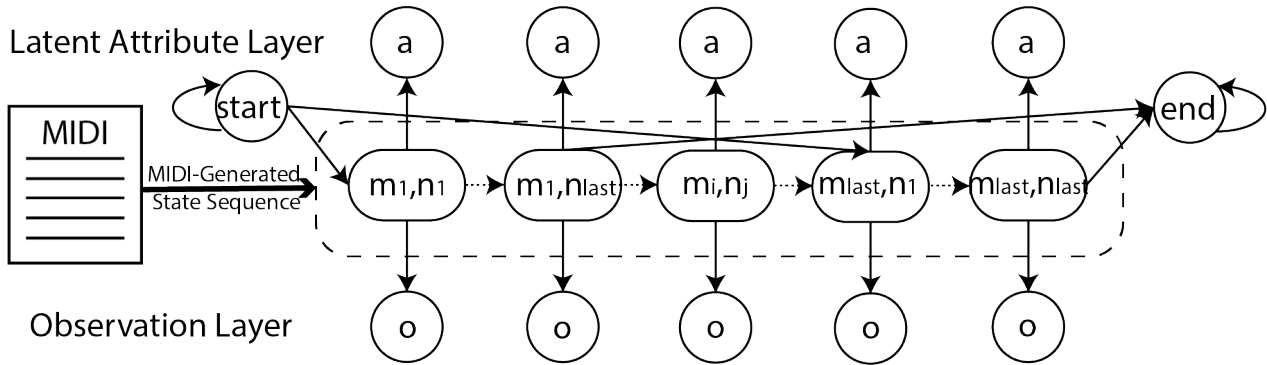 Latent Attribute Layer
a a a a a
start
end
MIDI
MIDI-Generated
State Sequence
m1,n1 m1,nlast mi,nj mlast,n1 mlast,nlast
Observation Layer
o o o o o